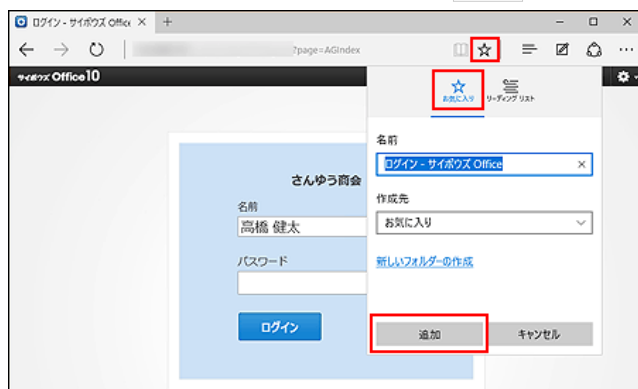 ログイン - サイボウズ Office
?page=AGIndex
サイボウズ Office10
お気に入り リーディング リスト
名前
ログイン - サイボウズ Office
作成先
お気に入り
新しいフォルダーの作成
追加 キャンセル
さんゆう商会
名前
高橋 健太
パスワード
ログイン